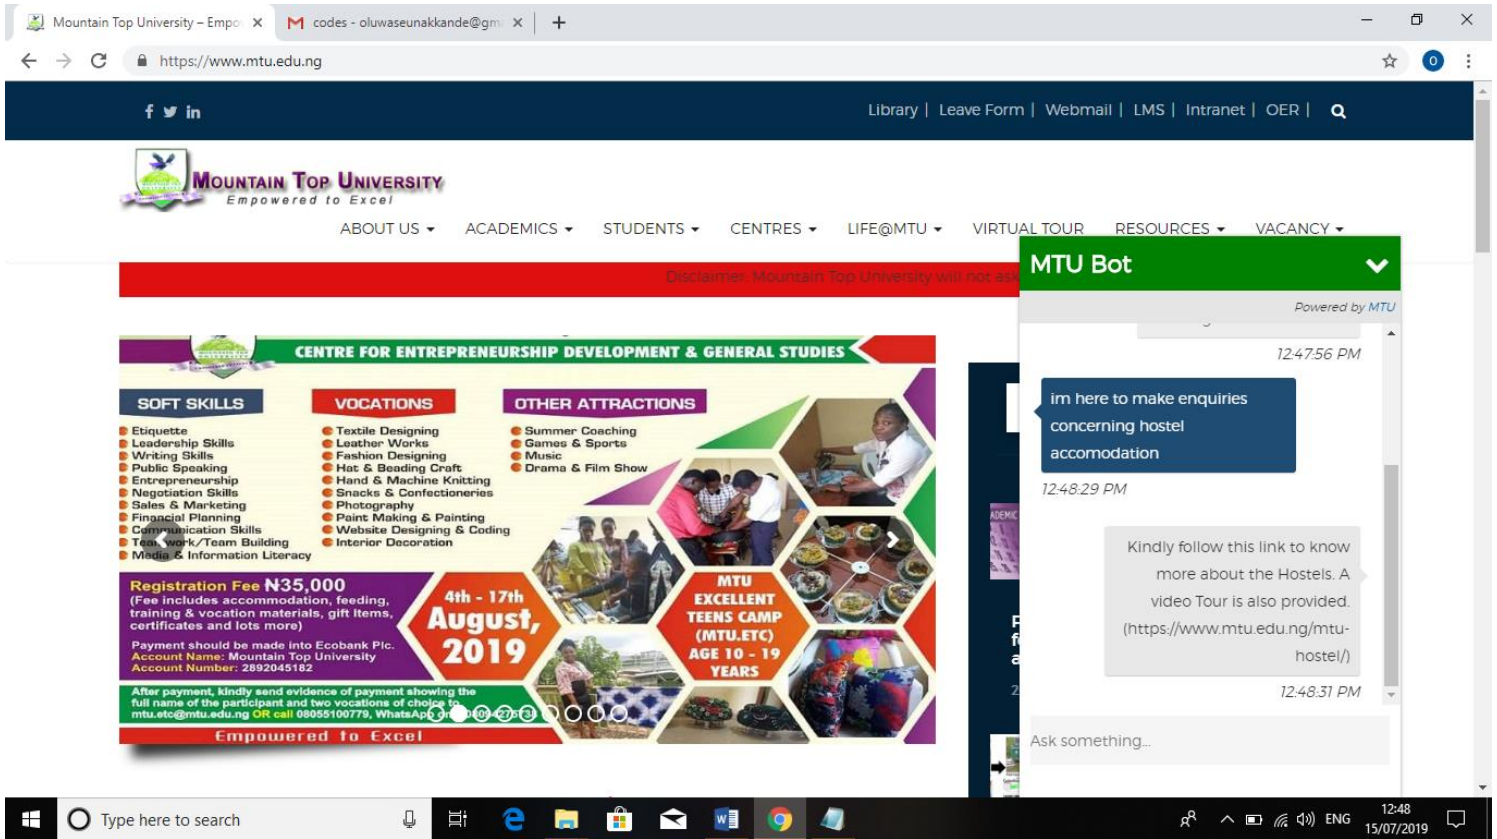 Mountain Top University – Empo
codes - oluwaseunakkande@gm
https://www.mtu.edu.ng
O
Library | Leave Form | Webmail | LMS | Intranet | OER |
MOUNTAIN TOP UNIVERSITY
Empowered to Excel
ABOUT US ACADEMICS STUDENTS CENTRES LIFE@MTU VIRTUAL TOUR RESOURCES VACANCY
Disclaimer: Mountain Top University will not ask
CENTRE FOR ENTREPRENEURSHIP DEVELOPMENT & GENERAL STUDIES
SOFT SKILLS
Etiquette
Leadership Skills
Writing Skills
Public Speaking
Entrepreneurship
Negotiation Skills
Sales & Marketing
Financial Planning
Communication Skills
Teamwork/Team Building
Media & Information Literacy
VOCATIONS
Textile Designing
Leather Works
Fashion Designing
Hat & Beading Craft
Hand & Machine Knitting
Snacks & Confectioneries
Photography
Paint Making & Painting
Website Designing & Coding
Interior Decoration
OTHER ATTRACTIONS
Summer Coaching
Games & Sports
Music
Drama & Film Show
Registration Fee ₦35,000
(Fee includes accommodation, feeding,
training & vocation materials, gift Items,
certificates and lots more)
Payment should be made into Ecobank Plc.
Account Name: Mountain Top University
Account Number: 2892045182
4th - 17th
August,
2019
MTU
EXCELLENT
TEENS CAMP
(MTU.ETC)
AGE 10 - 19
YEARS
After payment, kindly send evidence of payment showing the
full name of the participant and two vocations of choice to
mtu.etc@mtu.edu.ng OR call 08055100779, WhatsApp
Empowered to Excel
MTU Bot
Powered by MTU
12:47:56 PM
im here to make enquiries
concerning hostel
accomodation
12:48:29 PM
Kindly follow this link to know
more about the Hostels. A
video Tour is also provided.
(https://www.mtu.edu.ng/mtu-
hostel/)
12:48:31 PM
Ask something...
Type here to search
ENG
12:48
15/07/2019